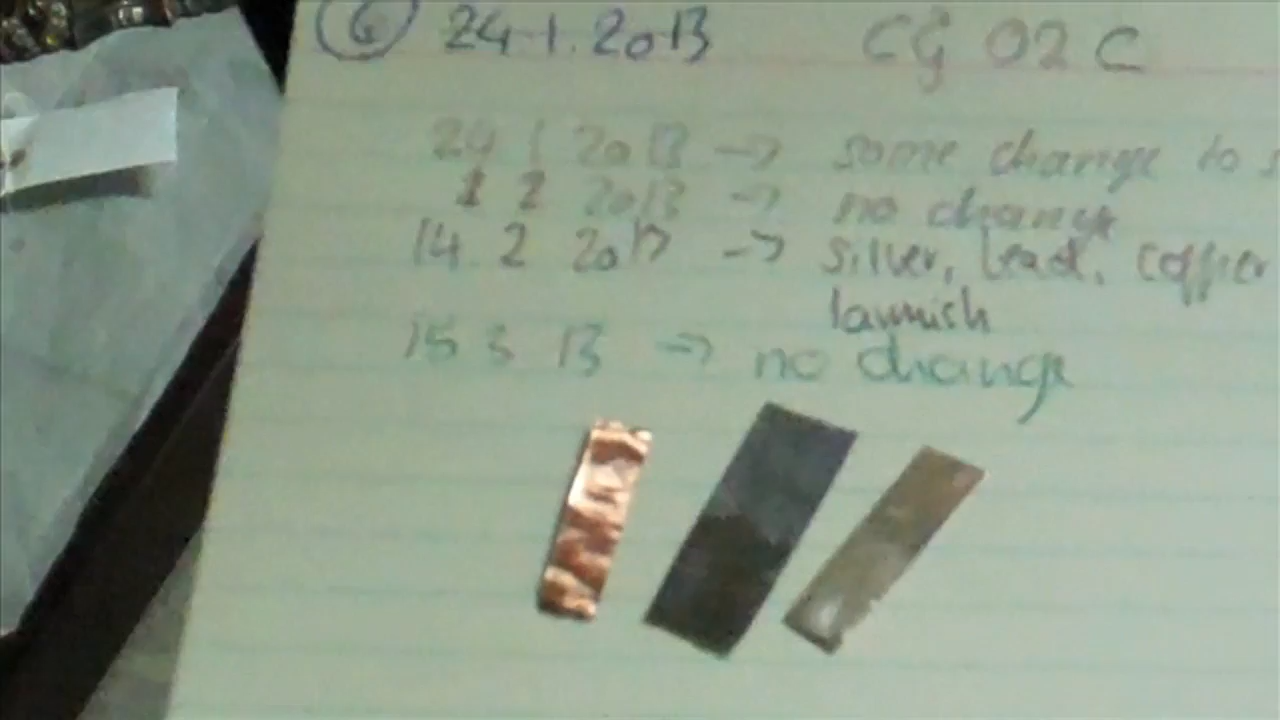 6 24.1.2013 CG 02 C
24 1 2013 -> some change to s
1 2 2013 -> no change
14 2 2013 -> silver, lead, copper
tarnish
15 3 13 -> no change